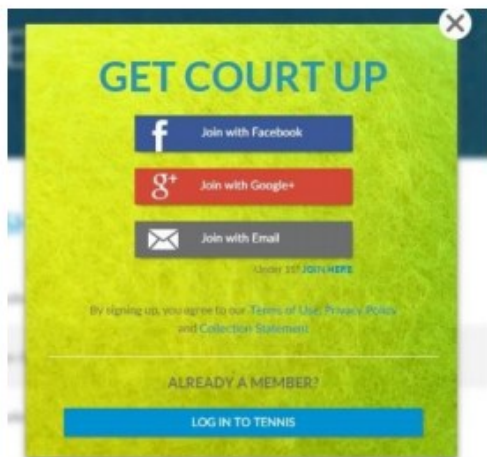 GET COURT UP
f Join with Facebook
g+ Join with Google+
Join with Email
Under 15? JOIN HERE
By signing up, you agree to our Terms of Use, Privacy Policy
and Collection Statement
ALREADY A MEMBER?
LOG IN TO TENNIS